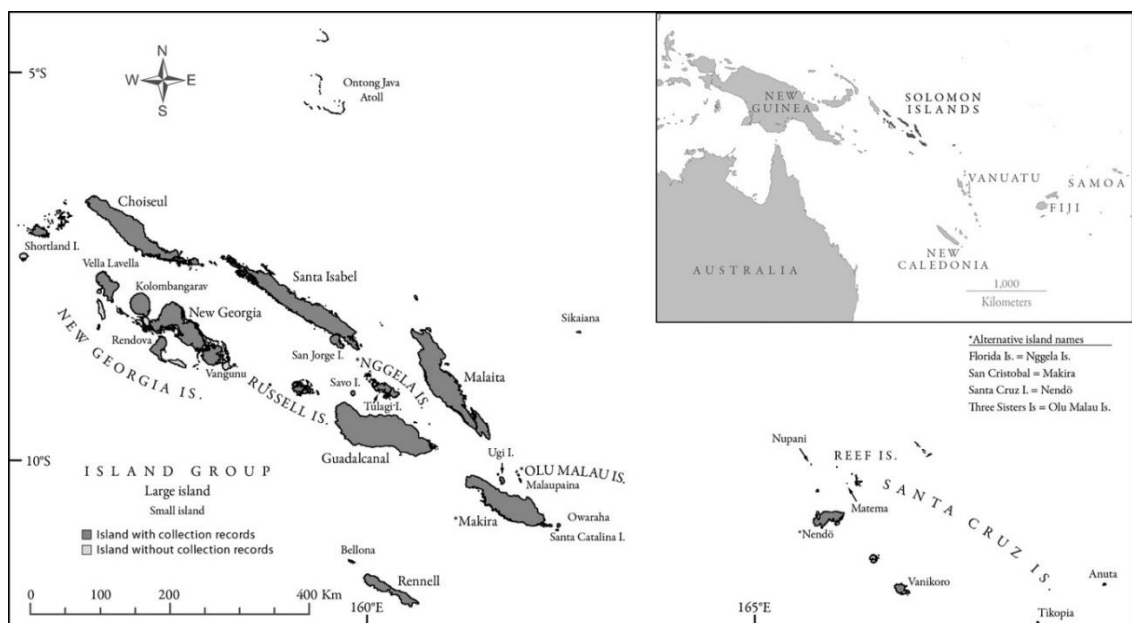 N
W E
S
5°S
Ontong Java
Atoll
Choiseul
Shortland I.
Vella Lavella
Kolombangarav
Santa Isabel
New Georgia
Rendova
Vangunu
NEW GEORGIA IS.
San Jorge I.
*NGGELA IS.
Savo I.
Tulagi I.
RUSSELL IS.
Malaita
Sikaiana
Guadalcanal
10°S
Ugi I.
*OLU MALAU IS.
Malaupaina
*Makira
Owaraha
Santa Catalina I.
Bellona
Rennell
ISLAND GROUP
Large island
Small island
Island with collection records
Island without collection records
0 100 200 300 400 Km
160°E
165°E
NEW
GUINEA
SOLOMON
ISLANDS
VANUATU
SAMOA
FIJI
NEW
CALEDONIA
AUSTRALIA
1,000
Kilometers
*Alternative island names
Florida Is. = Nggela Is.
San Cristobal = Makira
Santa Cruz I. = Nendö
Three Sisters Is = Olu Malau Is.
Nupani
REEF IS.
Matema
*Nendö
SANTA CRUZ IS.
Vanikoro
Anuta
Tikopia